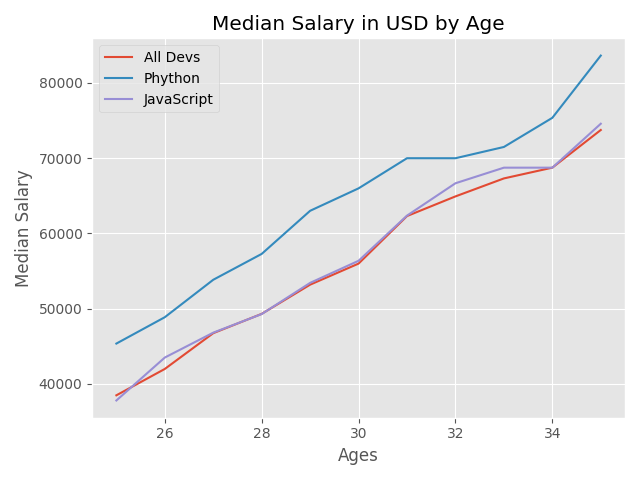 Median Salary in USD by Age
All Devs
Phython
JavaScript
80000
70000
60000
50000
40000
Median Salary
26 28 30 32 34
Ages